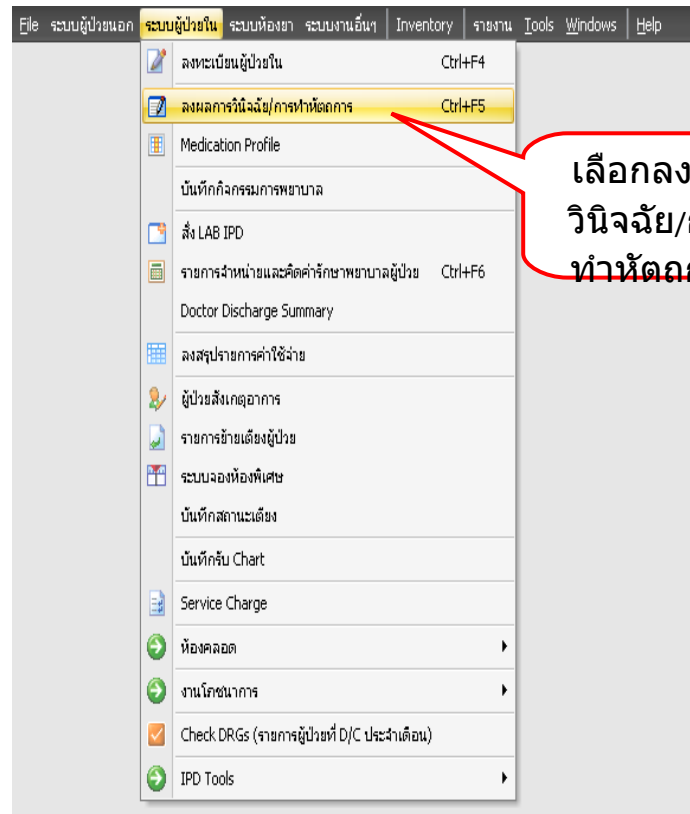 File ระบบผู้ป่วยนอก ระบบผู้ป่วยใน ระบบห้องยา ระบบงานอื่นๆ Inventory รายงาน Tools Windows Help
ลงทะเบียนผู้ป่วยใน Ctrl+F4
ลงผลการวินิจฉัย/การทำหัตถการ Ctrl+F5
Medication Profile
บันทึกกิจกรรมการพยาบาล
สั่ง LAB IPD
รายการจำหน่ายและคิดค่ารักษาพยาบาลผู้ป่วย Ctrl+F6
Doctor Discharge Summary
ลงสรุปรายการค่าใช้จ่าย
ผู้ป่วยสังเกตุอาการ
รายการย้ายเตียงผู้ป่วย
ระบบจองห้องพิเศษ
บันทึกสถานะเตียง
บันทึกรับ Chart
Service Charge
ห้องคลอด
งานโภชนาการ
Check DRGs (รายการผู้ป่วยที่ D/C ประจำเดือน)
IPD Tools
เลือกลง
วินิจฉัย/
ทำหัตถ